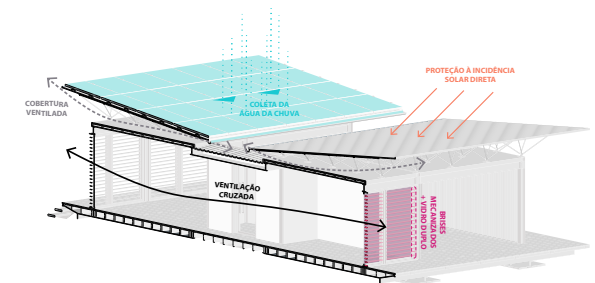 PROTEÇÃO À INCIDÊNCIA
SOLAR DIRETA
COBERTURA
VENTILADA
COLETA DA
ÁGUA DA CHUVA
VENTILAÇÃO
CRUZADA
BRISES
MECANIZADOS
+ VIDRO DUPLO